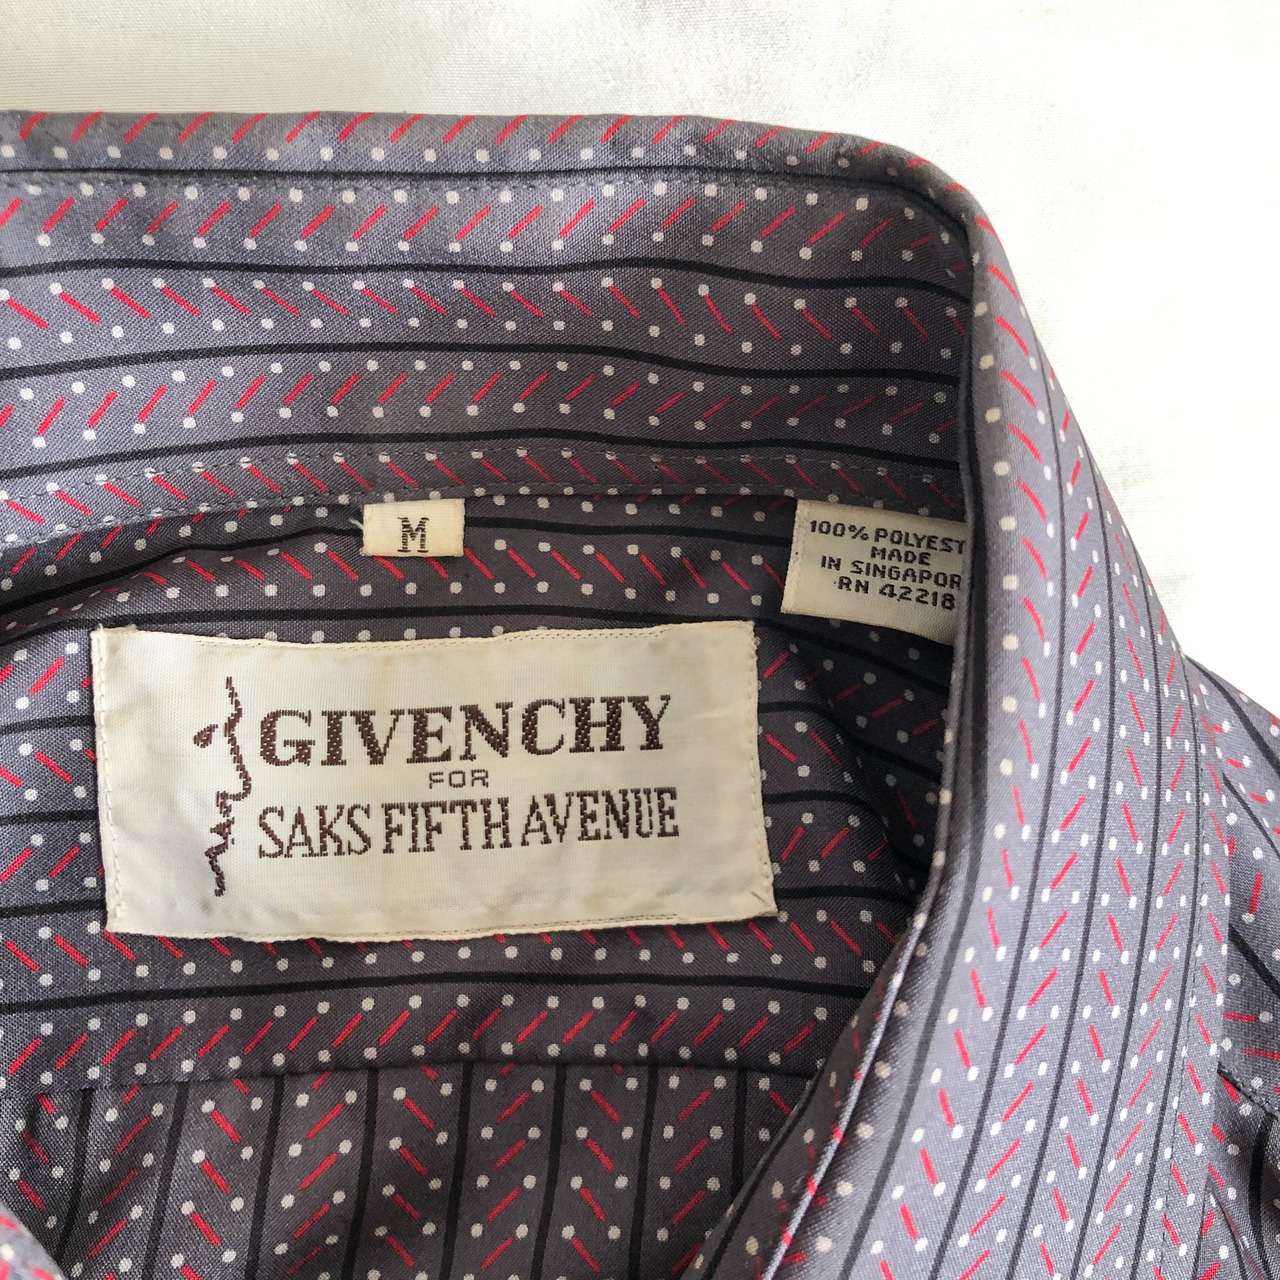 M
100% POLYEST
MADE
IN SINGAPOR
RN 42218
GIVENCHY
FOR
SAKS FIFTH AVENUE